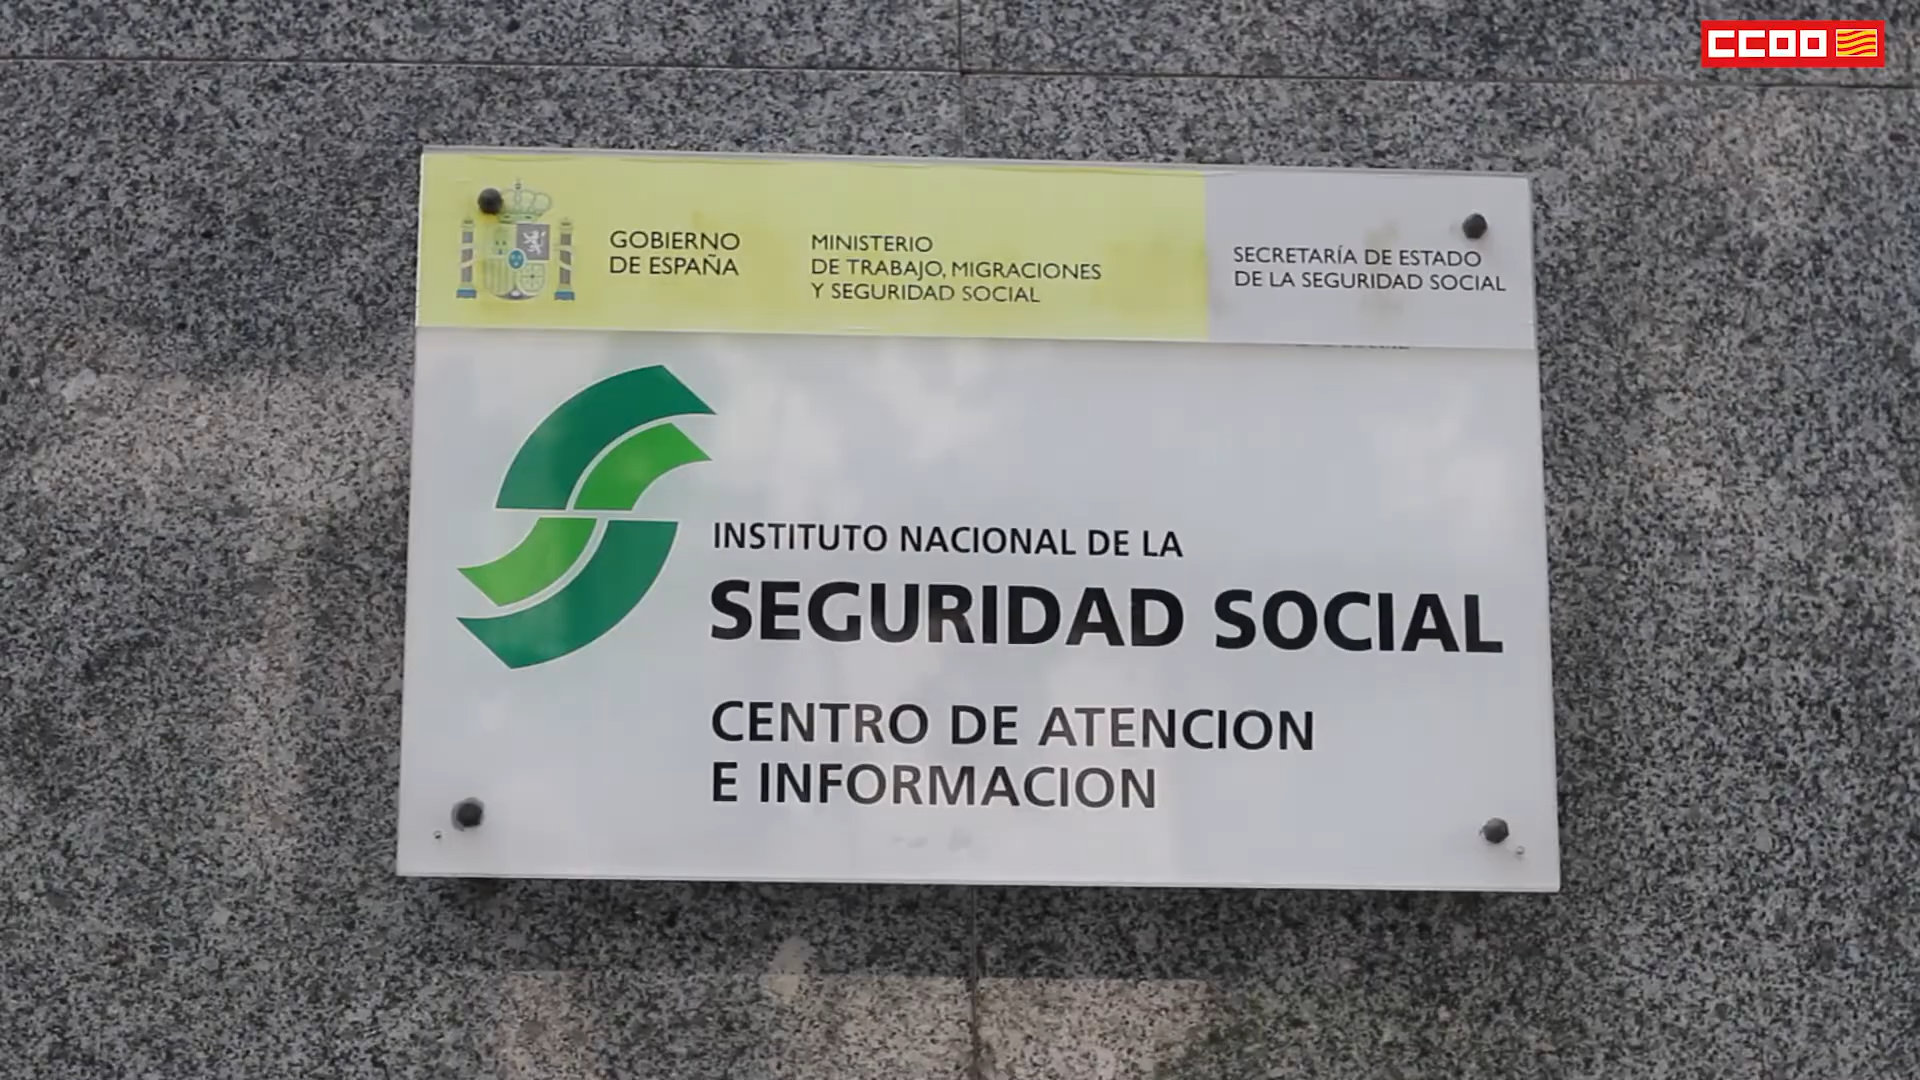 CCOO
GOBIERNO
DE ESPAÑA
MINISTERIO
DE TRABAJO, MIGRACIONES
Y SEGURIDAD SOCIAL
SECRETARÍA DE ESTADO
DE LA SEGURIDAD SOCIAL
INSTITUTO NACIONAL DE LA
SEGURIDAD SOCIAL
CENTRO DE ATENCION
E INFORMACION